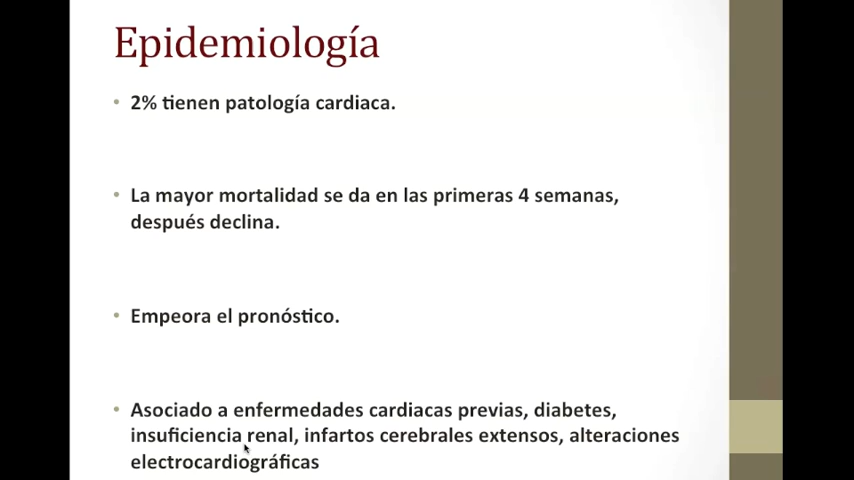 Epidemiología
• 2% tienen patología cardiaca.
• La mayor mortalidad se da en las primeras 4 semanas,
después declina.
• Empeora el pronóstico.
• Asociado a enfermedades cardiacas previas, diabetes,
insuficiencia renal, infartos cerebrales extensos, alteraciones
electrocardiográficas